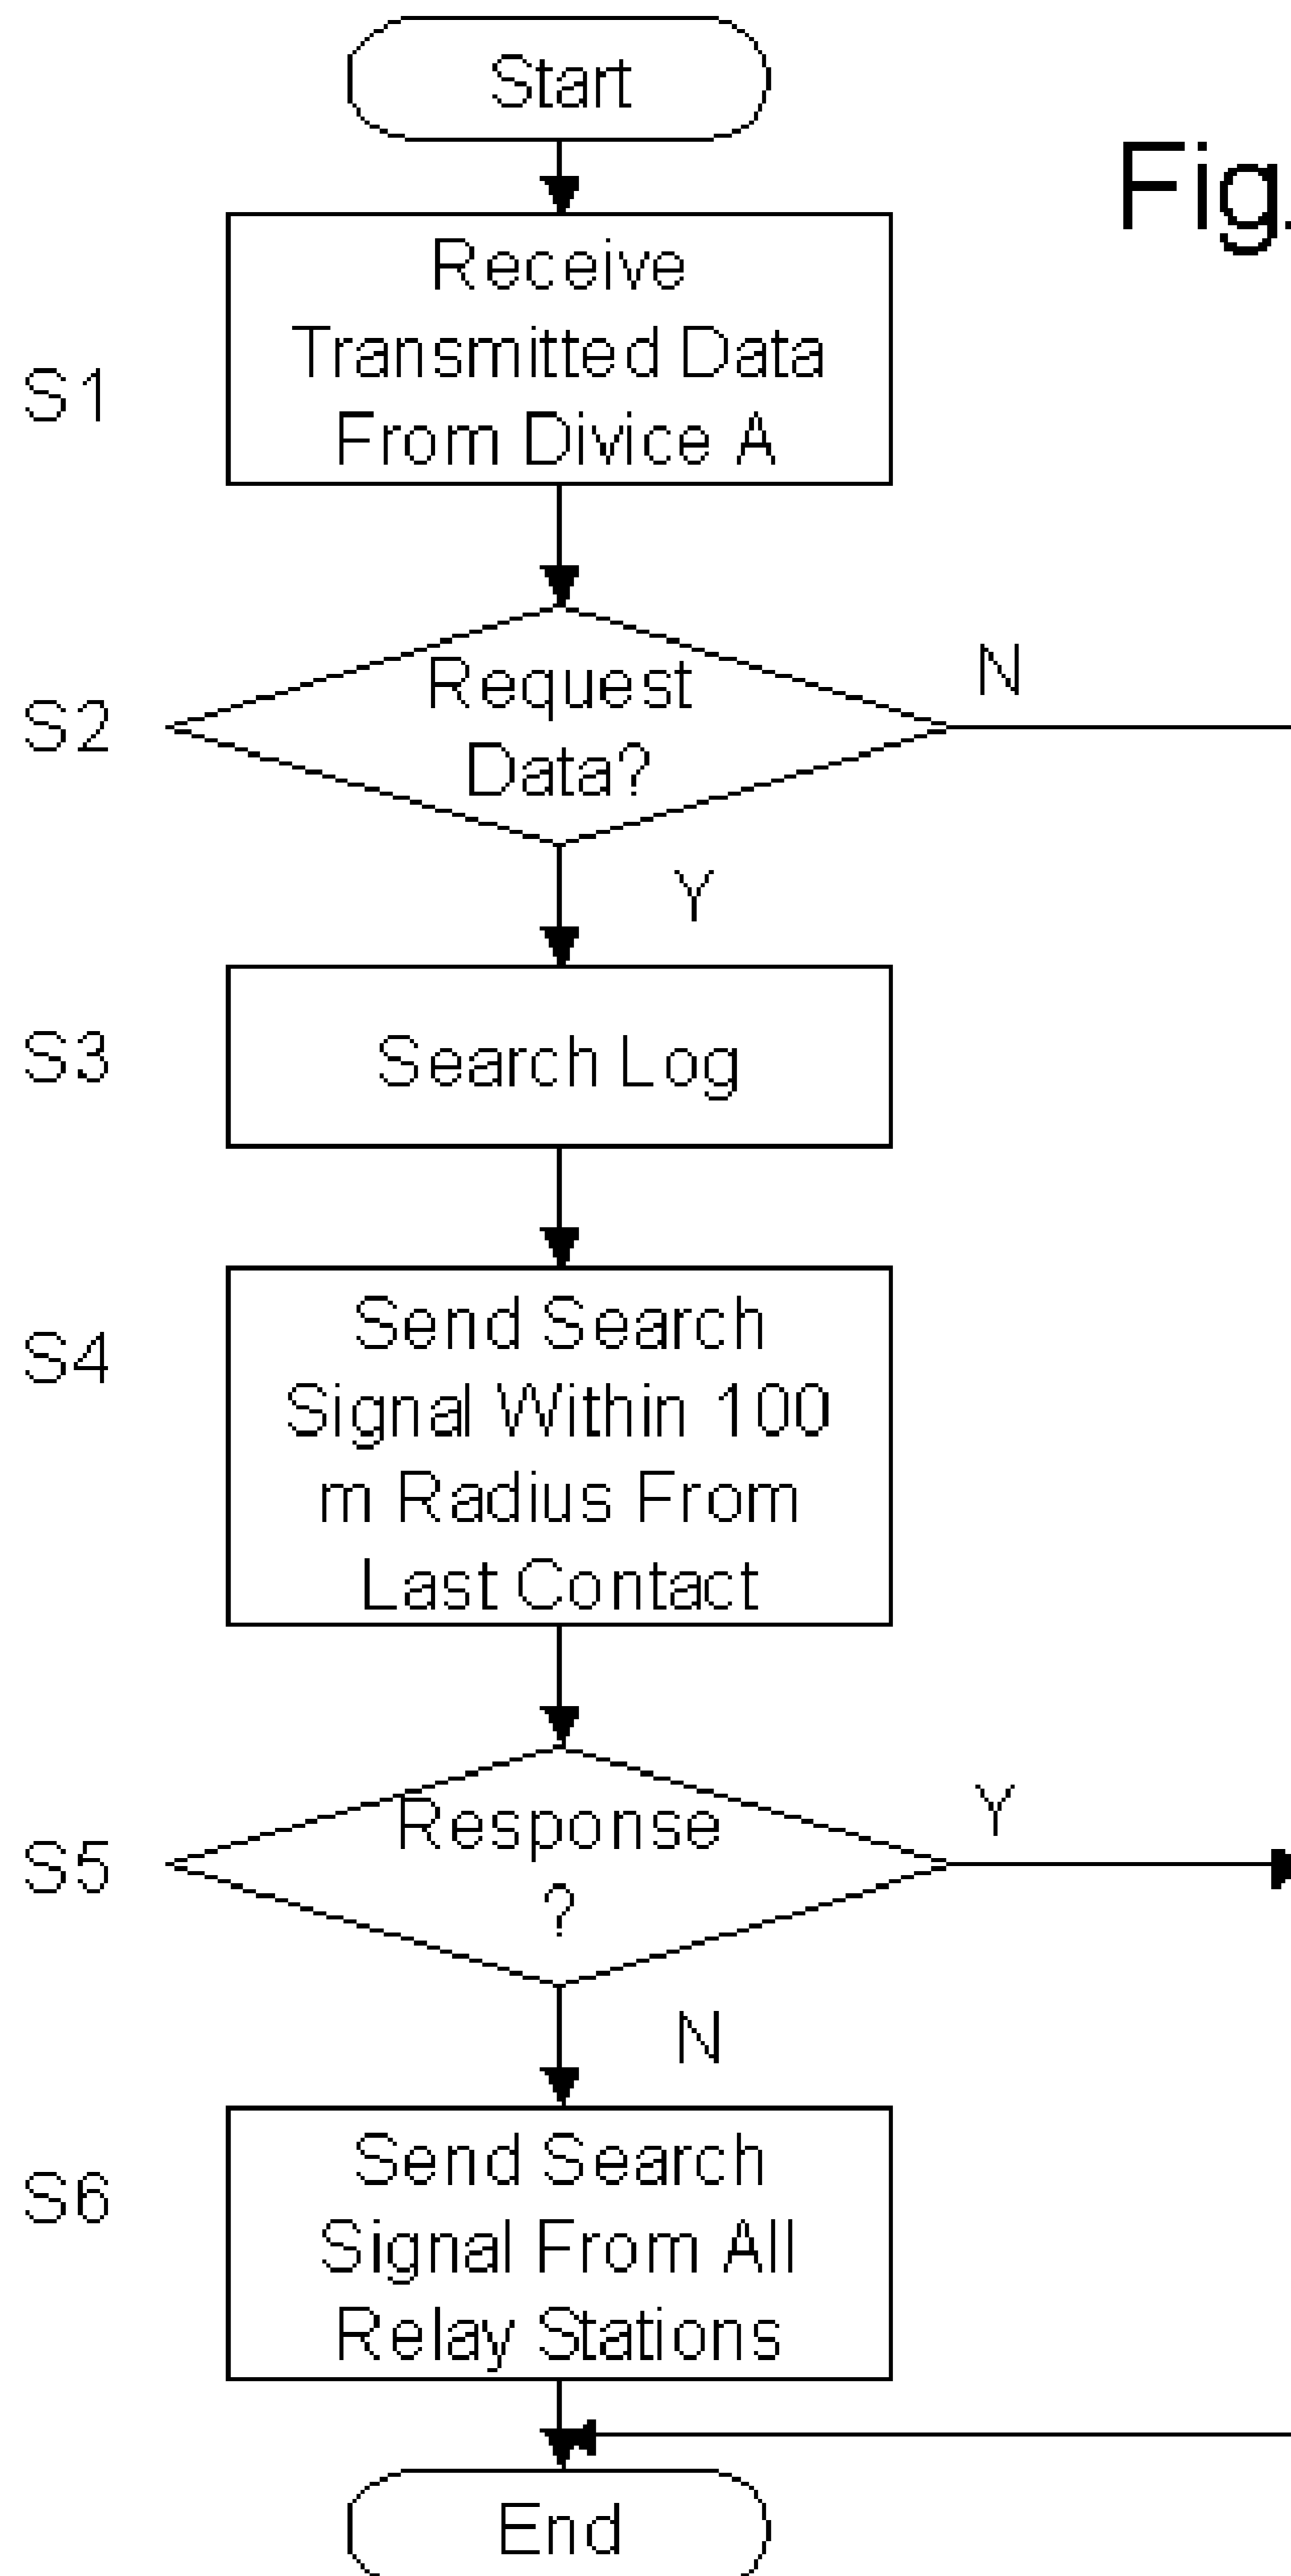 Start
Fig.
S1
Receive
Transmitted Data
From Divice A
S2
Request
Data?
N
Y
S3
Search Log
S4
Send Search
Signal Within 100
m Radius From
Last Contact
S5
Response
?
Y
N
S6
Send Search
Signal From All
Relay Stations
End